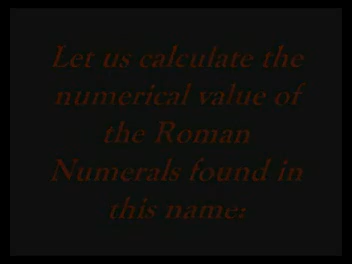 Let us calculate the
numerical value of
the Roman
Numerals found in
this name: